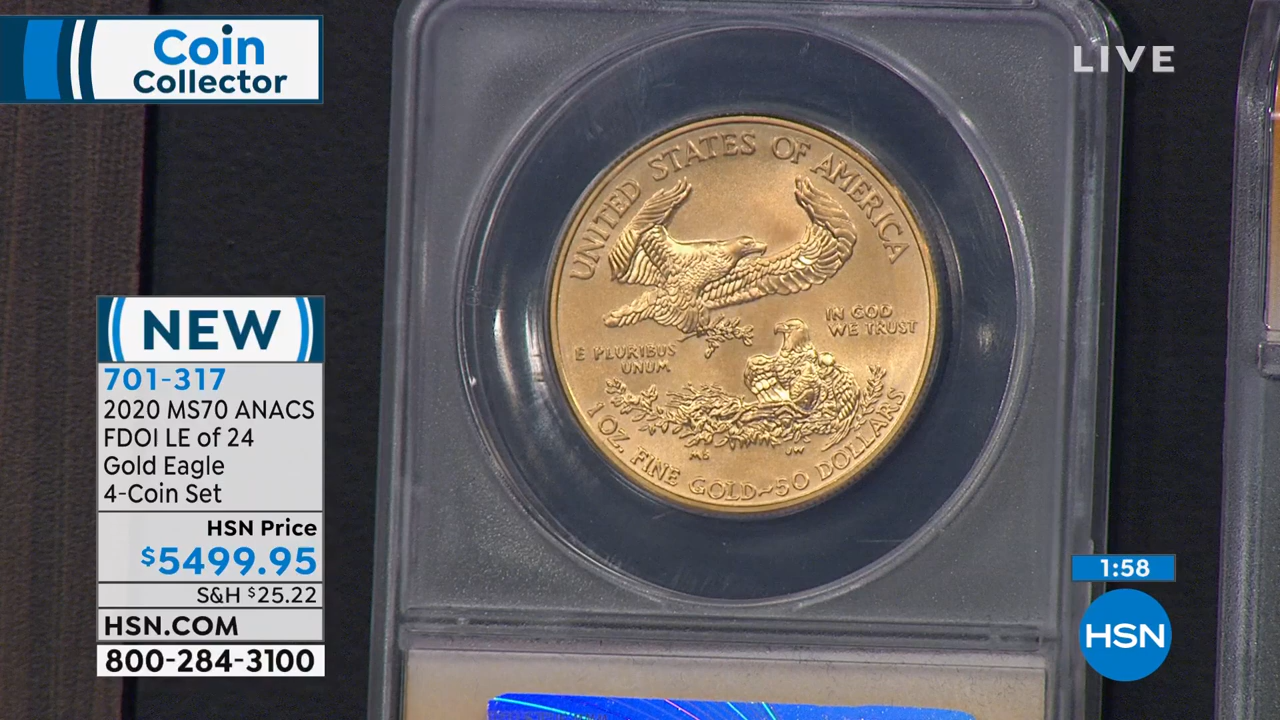 Coin
Collector
LIVE
UNITED STATES OF AMERICA
IN GOD
WE TRUST
E PLURIBUS
UNUM
MB JW
1 OZ. FINE GOLD~50 DOLLARS
NEW
701-317
2020 MS70 ANACS
FDOI LE of 24
Gold Eagle
4-Coin Set
HSN Price
$5499.95
S&H $25.22
HSN.COM
800-284-3100
1:58
HSN